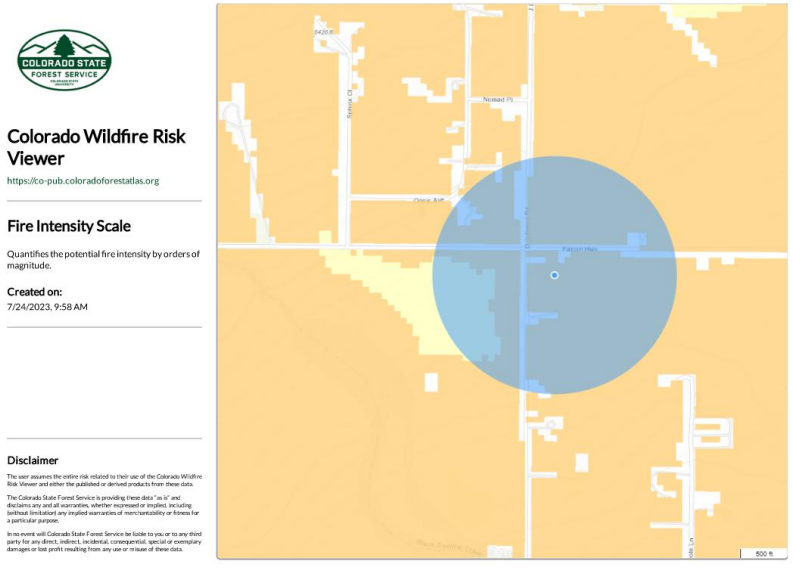 COLORADO STATE
FOREST SERVICE
COLORADO STATE
UNIVERSITY
Colorado Wildfire Risk
Viewer
https://co-pub.coloradoforestatlas.org
Fire Intensity Scale
Quantifies the potential fire intensity by orders of
magnitude.
Created on:
7/24/2023, 9:58 AM
Disclaimer
The user assumes the entire risk related to their use of the Colorado Wildfire
Risk Viewer and either the published or derived products from these data.
The Colorado State Forest Service is providing these data "as is" and
disclaims any and all warranties, whether expressed or implied, including
(without limitation) any implied warranties of merchantability or fitness for
a particular purpose.
In no event will Colorado State Forest Service be liable to you or to any third
party for any direct, indirect, incidental, consequential, special or exemplary
damages or lost profit resulting from any use or misuse of these data.
6426 ft
Nomad Pl
Falcon Hwy
500 ft